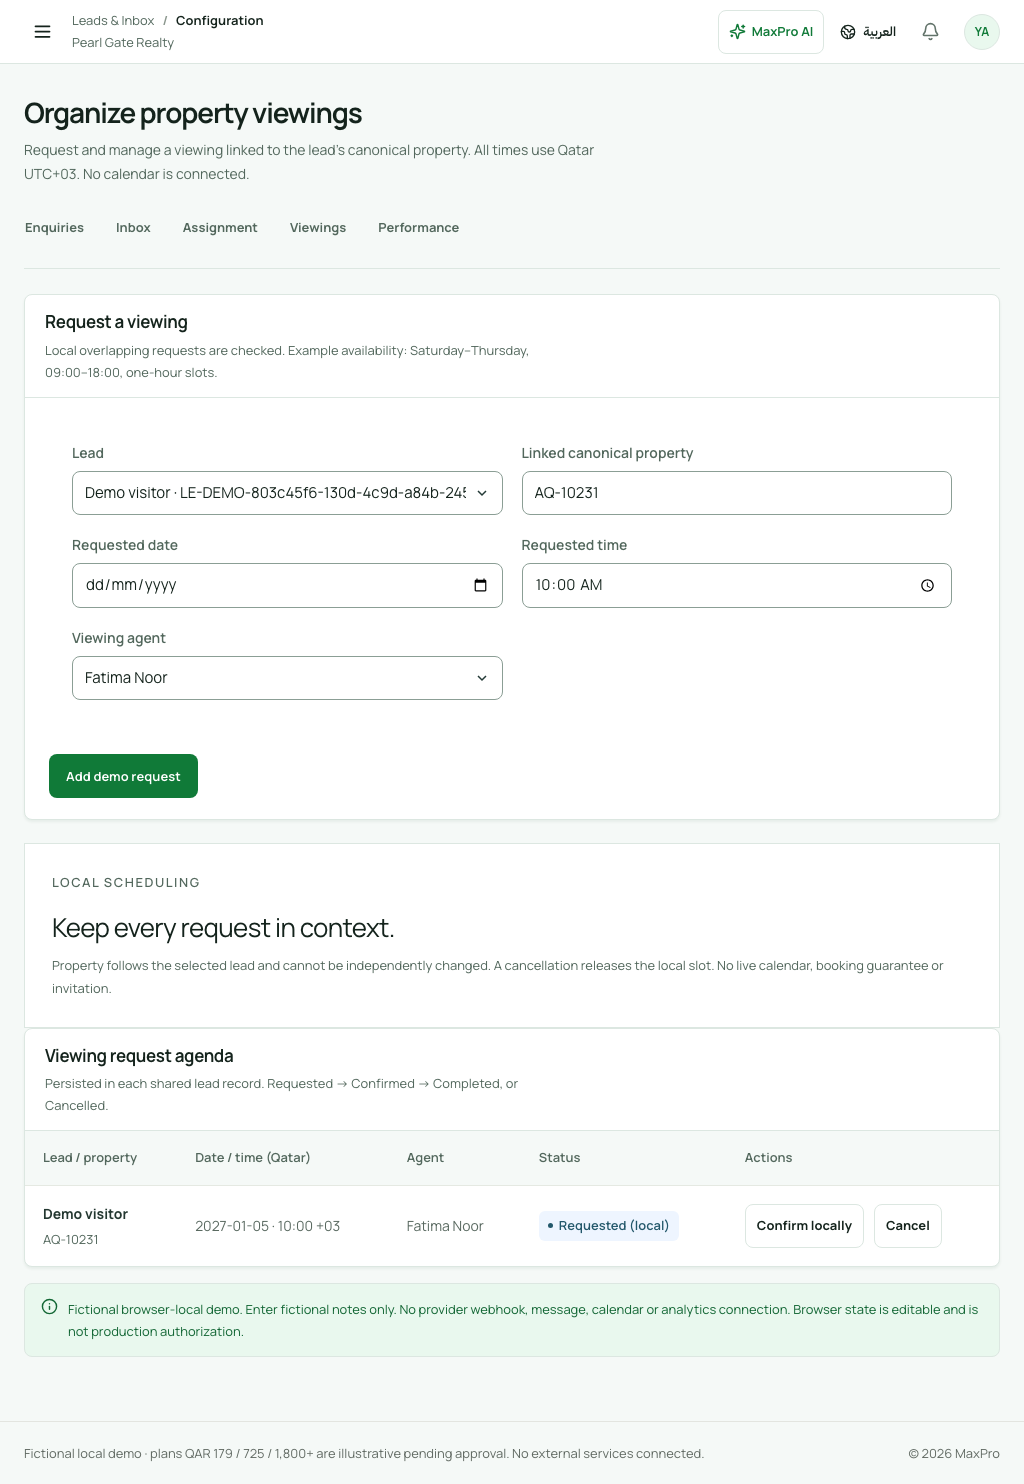 Leads & Inbox / Configuration
Pearl Gate Realty
MaxPro AI
العربية
YA
Organize property viewings
Request and manage a viewing linked to the lead's canonical property. All times use Qatar
UTC+03. No calendar is connected.
Enquiries Inbox Assignment Viewings Performance
Request a viewing
Local overlapping requests are checked. Example availability: Saturday–Thursday,
09:00–18:00, one-hour slots.
Lead
Linked canonical property
Demo visitor · LE-DEMO-803c45f6-130d-4c9d-a84b-245
AQ-10231
Requested date
Requested time
dd/mm/yyyy
10:00 AM
Viewing agent
Fatima Noor
Add demo request
LOCAL SCHEDULING
Keep every request in context.
Property follows the selected lead and cannot be independently changed. A cancellation releases the local slot. No live calendar, booking guarantee or
invitation.
Viewing request agenda
Persisted in each shared lead record. Requested → Confirmed → Completed, or
Cancelled.
Lead / property Date / time (Qatar) Agent Status Actions
Demo visitor
AQ-10231
2027-01-05 · 10:00 +03
Fatima Noor
Requested (local)
Confirm locally
Cancel
Fictional browser-local demo. Enter fictional notes only. No provider webhook, message, calendar or analytics connection. Browser state is editable and is
not production authorization.
Fictional local demo · plans QAR 179 / 725 / 1,800+ are illustrative pending approval. No external services connected.
© 2026 MaxPro